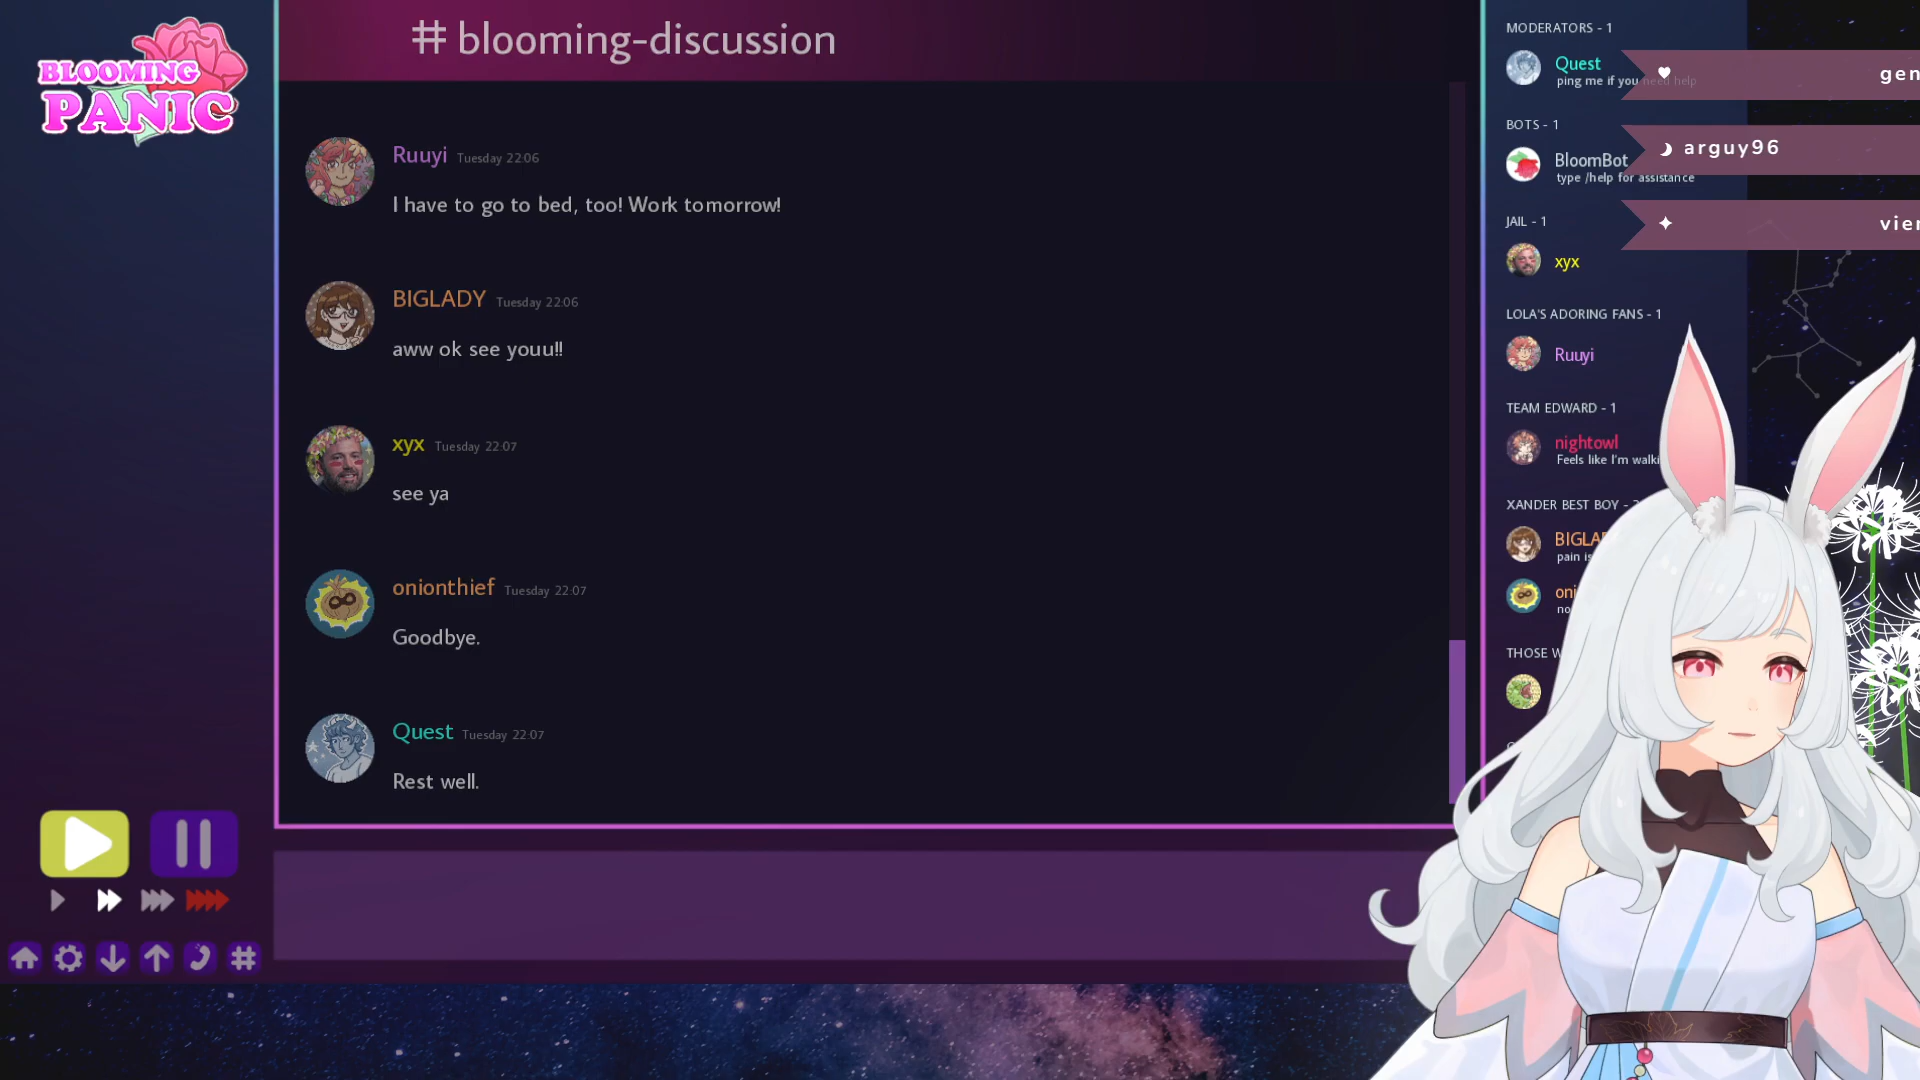 BLOOMING
PANIC
# blooming-discussion
Ruuyi Tuesday 22:06
I have to go to bed, too! Work tomorrow!
BIGLADY Tuesday 22:06
aww ok see youu!!
xyx Tuesday 22:07
see ya
onionthief Tuesday 22:07
Goodbye.
Quest Tuesday 22:07
Rest well.
MODERATORS - 1
Quest
ping me if you need help
BOTS - 1
BloomBot
type /help for assistance
JAIL - 1
xyx
LOLA'S ADORING FANS - 1
Ruuyi
TEAM EDWARD - 1
nightowl
Feels like I'm walki
XANDER BEST BOY -
BIGLA
pain is
oni
no
THOSE W
gen
arguy96
vier